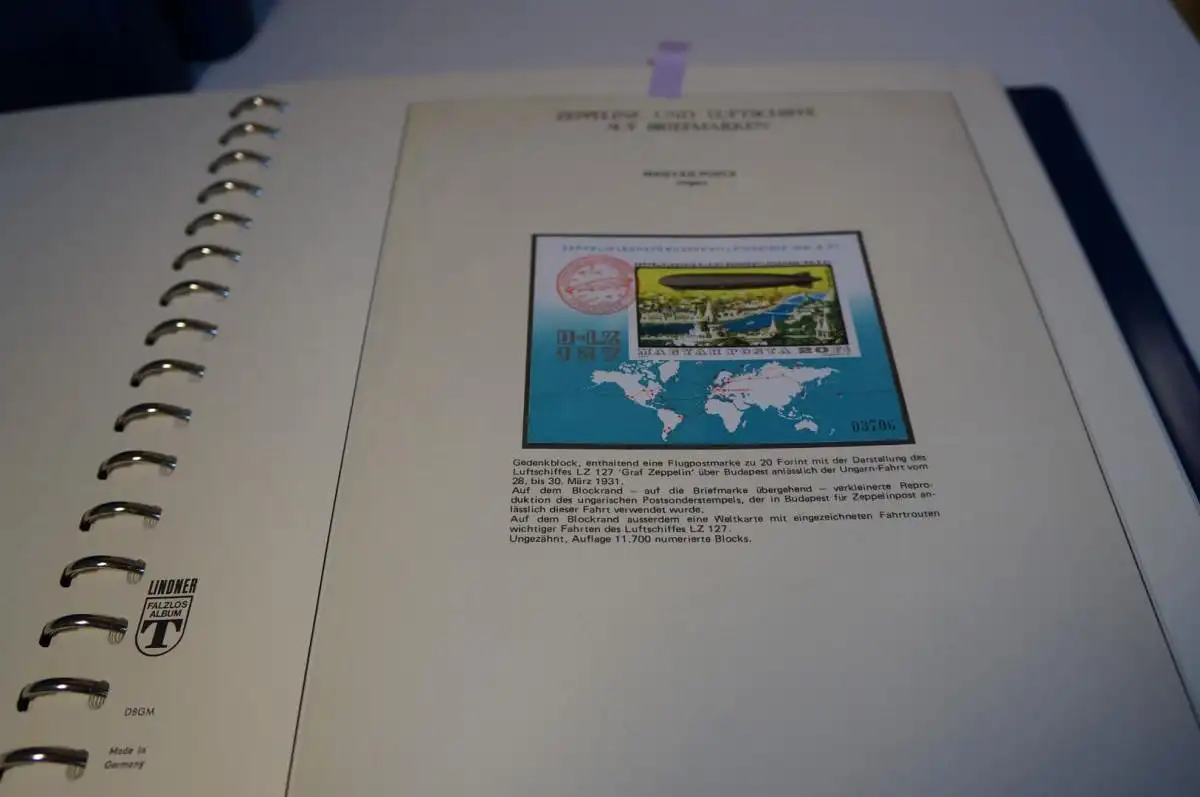 ZEPPELINE UND LUFTSCHIFFE
AUF BRIEFMARKEN
MAGYAR POSTA
Ungarn
D-LZ
127
MAGYAR POSTA 20 Ft
03706
Gedenkblock, enthaltend eine Flugpostmarke zu 20 Forint mit der Darstellung des
Luftschiffes LZ 127 'Graf Zeppelin' über Budapest anlässlich der Ungarn-Fahrt vom
28. bis 30. März 1931.
Auf dem Blockrand – auf die Briefmarke übergehend – verkleinerte Repro-
duktion des ungarischen Postsonderstempels, der in Budapest für Zeppelinpost an-
lässlich dieser Fahrt verwendet wurde.
Auf dem Blockrand ausserdem eine Weltkarte mit eingezeichneten Fahrtrouten
wichtiger Fahrten des Luftschiffes LZ 127.
Ungezähnt, Auflage 11.700 numerierte Blocks.
LINDNER
FALZLOS
ALBUM
T
DBGM
Made in
Germany